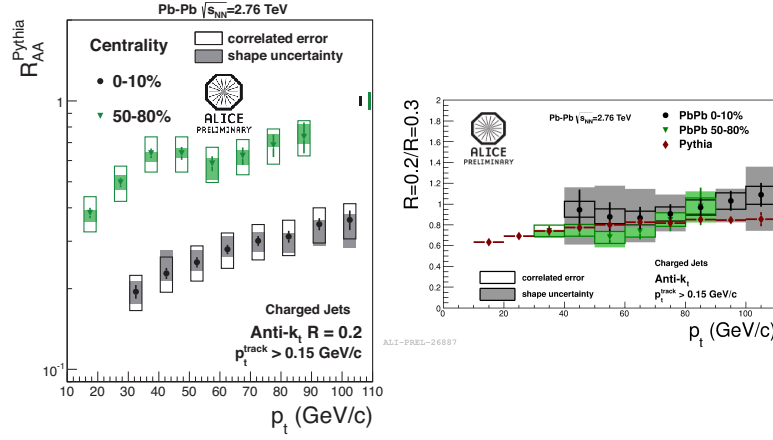 Pb-Pb √sNN=2.76 TeV
R_AA^Pythia
Centrality
0-10%
50-80%
correlated error
shape uncertainty
ALICE
PRELIMINARY
1
10^-1
Charged Jets
Anti-k_t R = 0.2
p_t^track > 0.15 GeV/c
10 20 30 40 50 60 70 80 90 100 110
p_t (GeV/c)
ALI-PREL-26887
R=0.2/R=0.3
2
1.8
1.6
1.4
1.2
1
0.8
0.6
0.4
0.2
0
ALICE
PRELIMINARY
Pb-Pb √sNN=2.76 TeV
PbPb 0-10%
PbPb 50-80%
Pythia
correlated error
shape uncertainty
Charged Jets
Anti-k_t
p_t^track > 0.15 GeV/c
0 20 40 60 80 100
p_t (GeV/c)